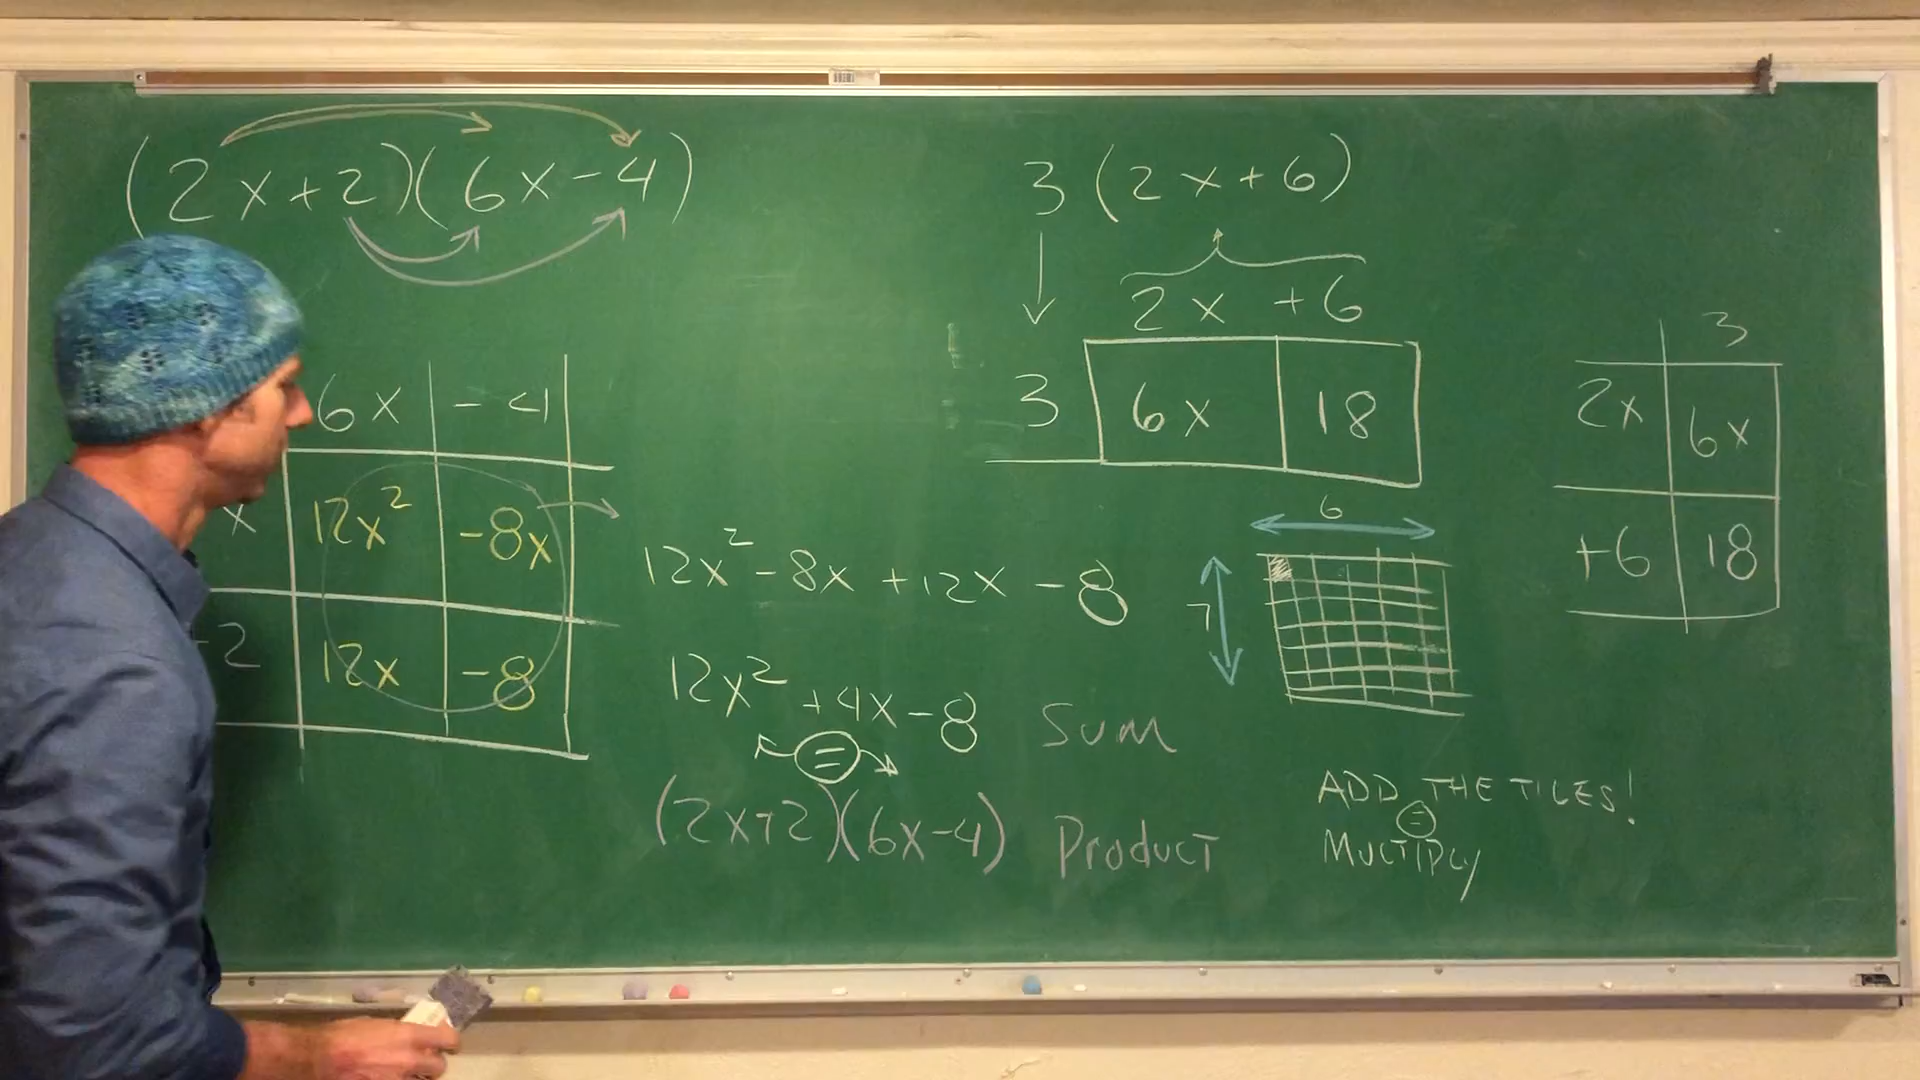 (2x+2)(6x-4)
6x -4
x 12x² -8x
2 12x -8
12x² -8x +12x -8
12x² +4x -8 Sum
=
(2x+2)(6x-4) Product
3(2x+6)
2x +6
3 6x 18
6
7
3
2x 6x
+6 18
ADD THE TILES!
=
MULTIPLY